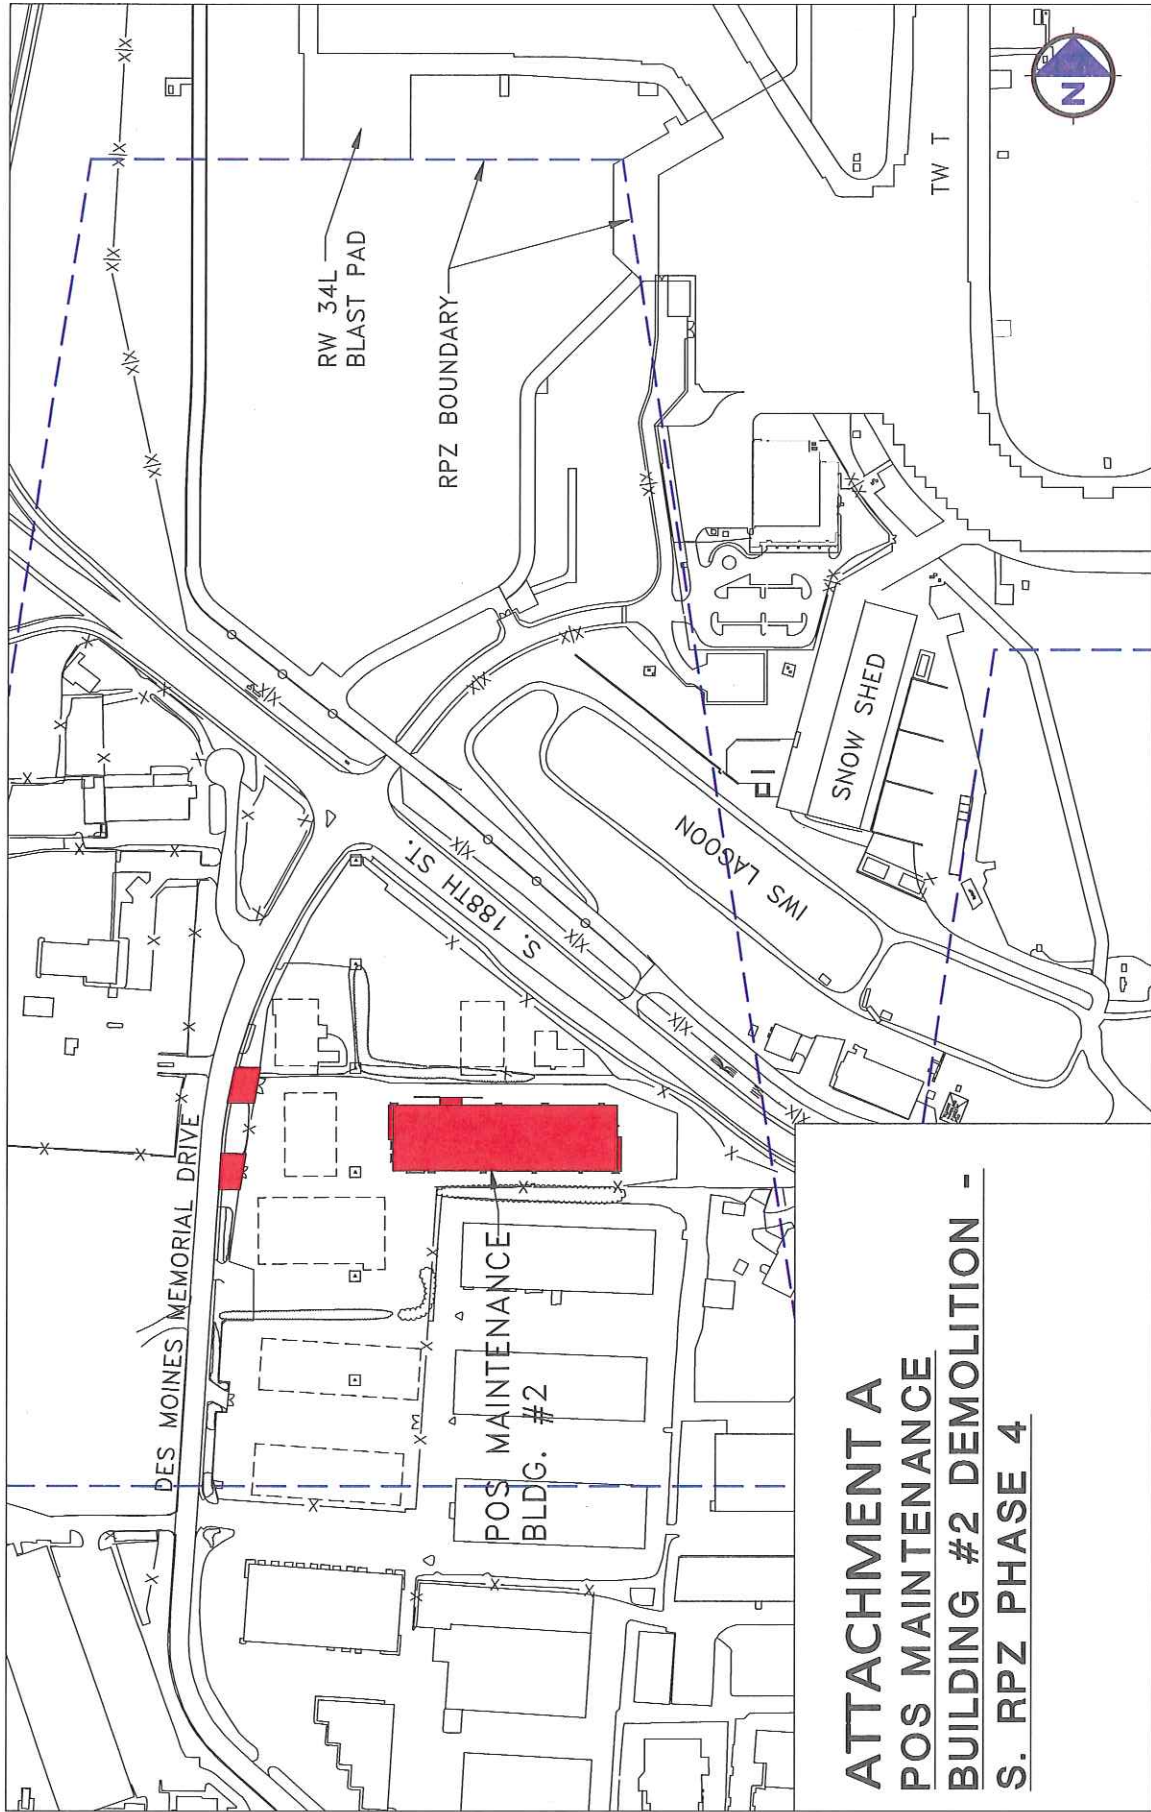 RW 34L
BLAST PAD
RPZ BOUNDARY
TW T
N
DES MOINES MEMORIAL DRIVE
S. 188TH ST.
IWS LAGOON
SNOW SHED
POS MAINTENANCE
BLDG. #2
ATTACHMENT A
POS MAINTENANCE
BUILDING #2 DEMOLITION -
S. RPZ PHASE 4